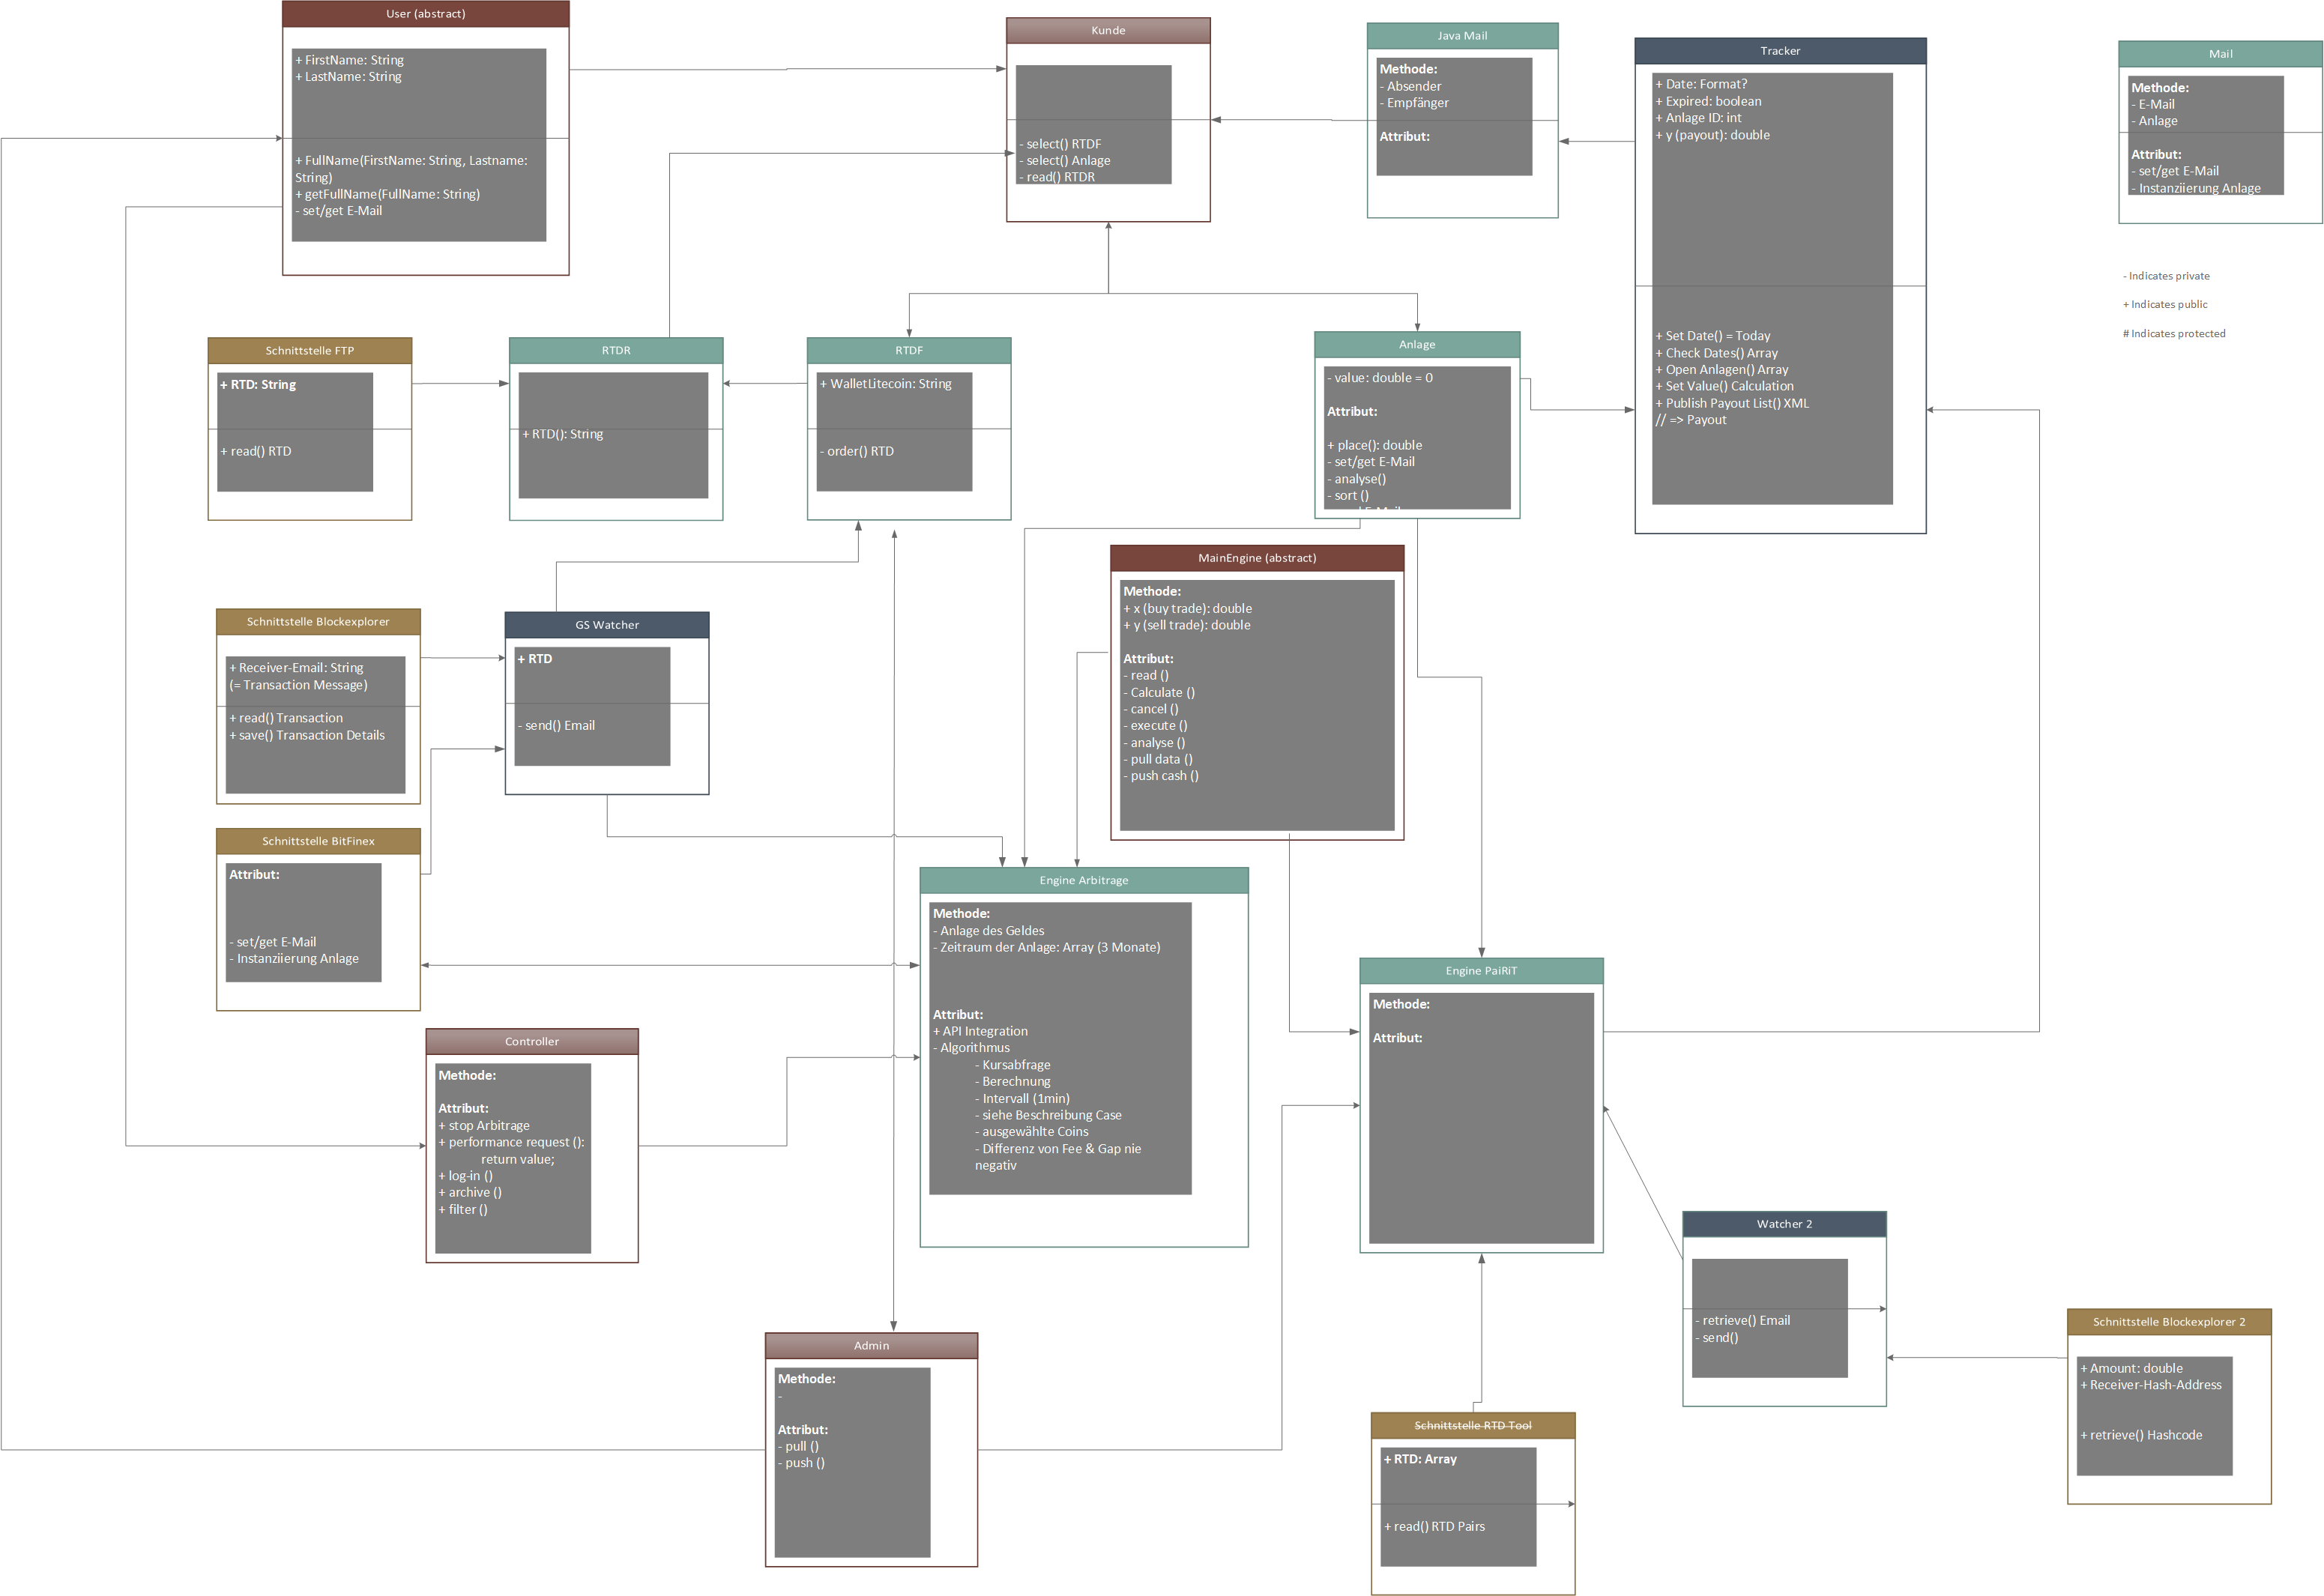 User (abstract)
+ FirstName: String
+ LastName: String
+ FullName(FirstName: String, Lastname:
String)
+ getFullName(FullName: String)
- set/get E-Mail
Kunde
- select() RTDF
- select() Anlage
- read() RTDR
Java Mail
Methode:
- Absender
- Empfänger
Attribut:
Tracker
+ Date: Format?
+ Expired: boolean
+ Anlage ID: int
+ y (payout): double
+ Set Date() = Today
+ Check Dates() Array
+ Open Anlagen() Array
+ Set Value() Calculation
+ Publish Payout List() XML
// => Payout
Mail
Methode:
- E-Mail
- Anlage
Attribut:
- set/get E-Mail
- Instanziierung Anlage
- Indicates private
+ Indicates public
# Indicates protected
Schnittstelle FTP
+ RTD: String
+ read() RTD
RTDR
+ RTD(): String
RTDF
+ WalletLitecoin: String
- order() RTD
Anlage
- value: double = 0
Attribut:
+ place(): double
- set/get E-Mail
- analyse()
- sort ()
MainEngine (abstract)
Methode:
+ x (buy trade): double
+ y (sell trade): double
Attribut:
- read ()
- Calculate ()
- cancel ()
- execute ()
- analyse ()
- pull data ()
- push cash ()
Schnittstelle Blockexplorer
+ Receiver-Email: String
(= Transaction Message)
+ read() Transaction
+ save() Transaction Details
GS Watcher
+ RTD
- send() Email
Schnittstelle BitFinex
Attribut:
- set/get E-Mail
- Instanziierung Anlage
Engine Arbitrage
Methode:
- Anlage des Geldes
- Zeitraum der Anlage: Array (3 Monate)
Attribut:
+ API Integration
- Algorithmus
- Kursabfrage
- Berechnung
- Intervall (1min)
- siehe Beschreibung Case
- ausgewählte Coins
- Differenz von Fee & Gap nie
negativ
Engine PaiRiT
Methode:
Attribut:
Controller
Methode:
Attribut:
+ stop Arbitrage
+ performance request ():
return value;
+ log-in ()
+ archive ()
+ filter ()
Watcher 2
- retrieve() Email
- send()
Schnittstelle Blockexplorer 2
+ Amount: double
+ Receiver-Hash-Address
+ retrieve() Hashcode
Admin
Methode:
-
Attribut:
- pull ()
- push ()
Schnittstelle RTD Tool
+ RTD: Array
+ read() RTD Pairs